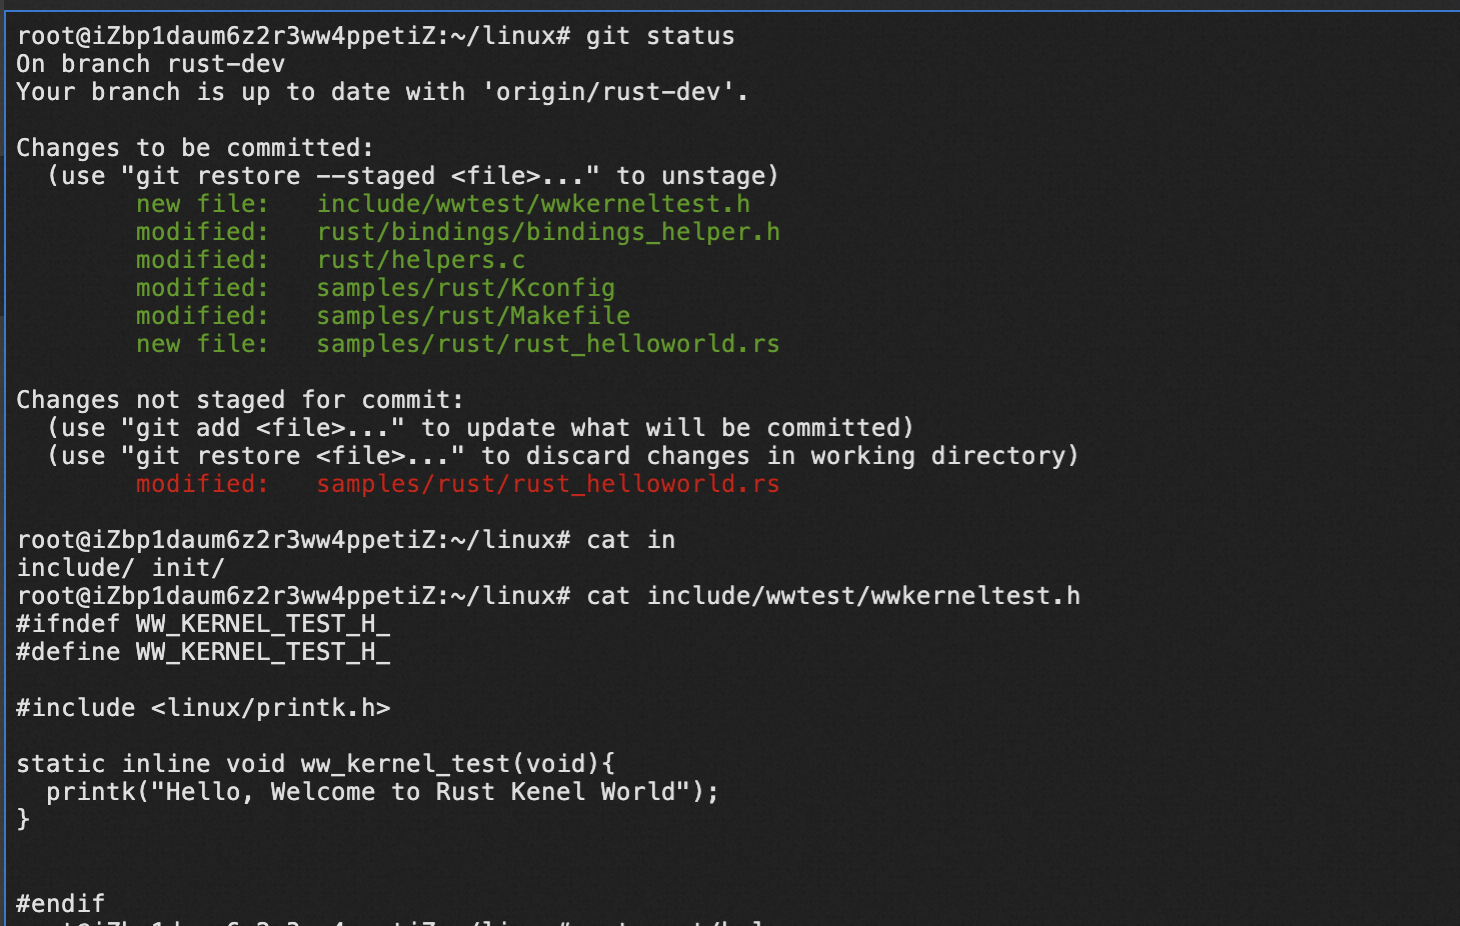 root@iZbp1daum6z2r3ww4ppetiZ:~/linux# git status
On branch rust-dev
Your branch is up to date with 'origin/rust-dev'.
Changes to be committed:
  (use "git restore --staged <file>..." to unstage)
        new file:   include/wwtest/wwkerneltest.h
        modified:   rust/bindings/bindings_helper.h
        modified:   rust/helpers.c
        modified:   samples/rust/Kconfig
        modified:   samples/rust/Makefile
        new file:   samples/rust/rust_helloworld.rs
Changes not staged for commit:
  (use "git add <file>..." to update what will be committed)
  (use "git restore <file>..." to discard changes in working directory)
        modified:   samples/rust/rust_helloworld.rs
root@iZbp1daum6z2r3ww4ppetiZ:~/linux# cat in
include/ init/
root@iZbp1daum6z2r3ww4ppetiZ:~/linux# cat include/wwtest/wwkerneltest.h
#ifndef WW_KERNEL_TEST_H_
#define WW_KERNEL_TEST_H_
#include <linux/printk.h>
static inline void ww_kernel_test(void){
  printk("Hello, Welcome to Rust Kenel World");
}
#endif